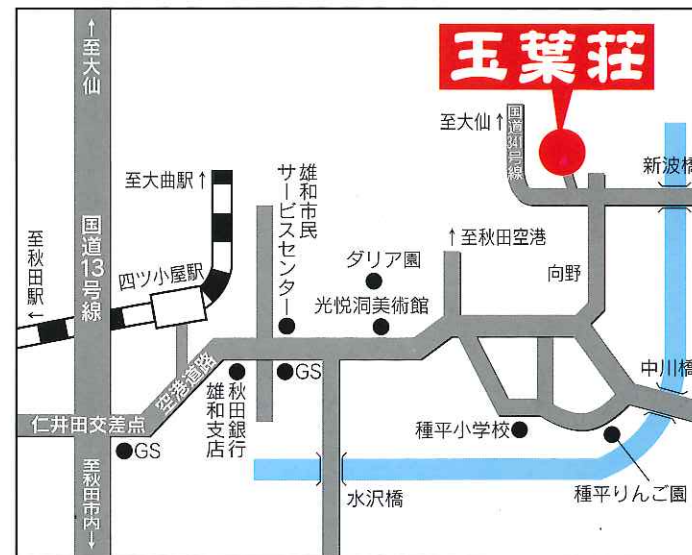 ↑至大仙
玉葉荘
至大仙↑
国道341号線
新波橋
至大曲駅↑
雄和市民
サービスセンター
↑至秋田空港
国道13号線
至秋田駅←
四ツ小屋駅
ダリア園
向野
光悦洞美術館
空港道路
GS
秋田銀行
雄和支店
中川橋
仁井田交差点
GS
種平小学校
至秋田市内↓
水沢橋
種平りんご園